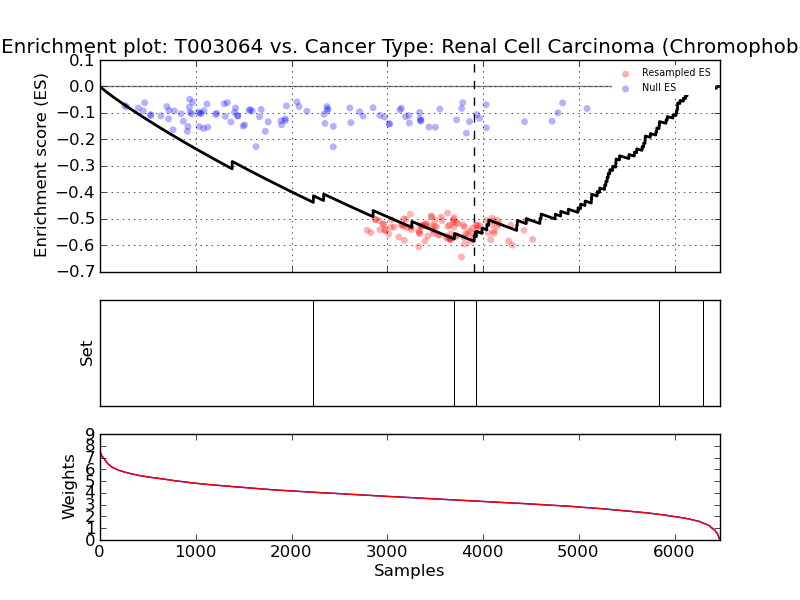 Enrichment plot: T003064 vs. Cancer Type: Renal Cell Carcinoma (Chromophob
0.1
0.0
−0.1
−0.2
−0.3
−0.4
−0.5
−0.6
−0.7
Enrichment score (ES)
Resampled ES
Null ES
Set
9
8
7
6
5
4
3
2
1
0
Weights
0 1000 2000 3000 4000 5000 6000
Samples